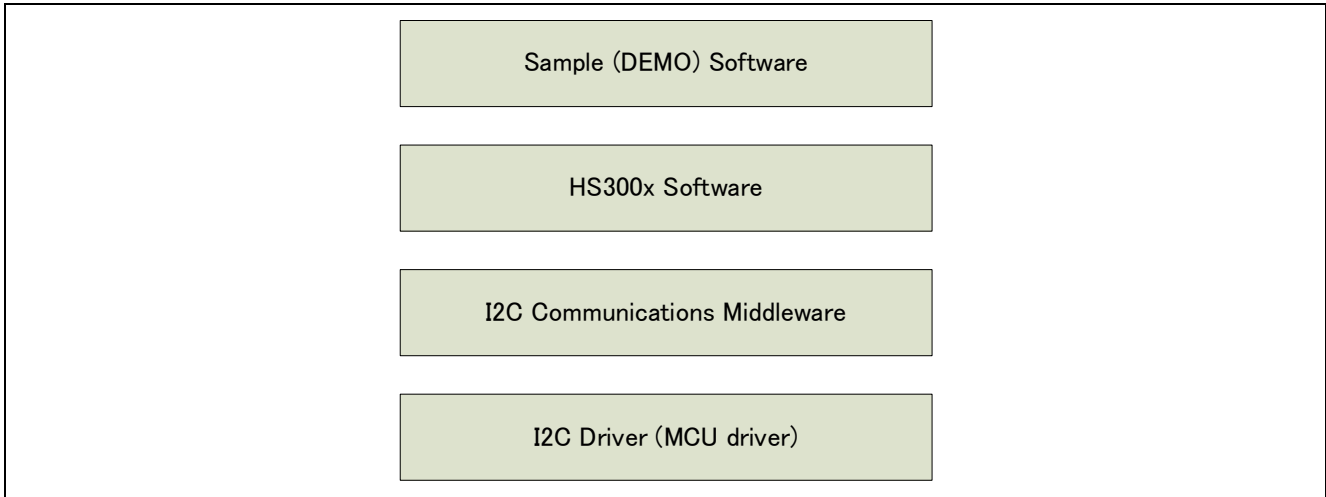 Sample (DEMO) Software
HS300x Software
I2C Communications Middleware
I2C Driver (MCU driver)